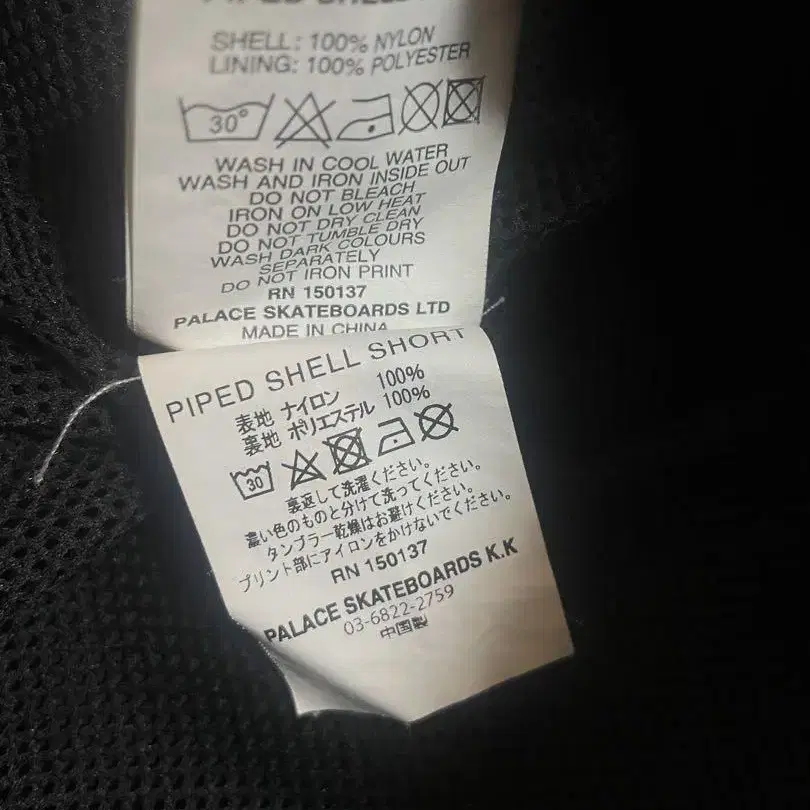 PIPED SHELL
SHELL: 100% NYLON
LINING: 100% POLYESTER
30°
WASH IN COOL WATER
WASH AND IRON INSIDE OUT
DO NOT BLEACH
IRON ON LOW HEAT
DO NOT DRY CLEAN
DO NOT TUMBLE DRY
WASH DARK COLOURS
SEPARATELY
DO NOT IRON PRINT
RN 150137
PALACE SKATEBOARDS LTD
MADE IN CHINA
PIPED SHELL SHORT
表地 ナイロン 100%
裏地 ポリエステル 100%
30
裏返して洗濯ください。
濃い色のものと分けて洗ってください。
タンブラー乾燥はお避けください。
プリント部にアイロンをかけないでください。
RN 150137
PALACE SKATEBOARDS K.K
03-6822-2759
中国製